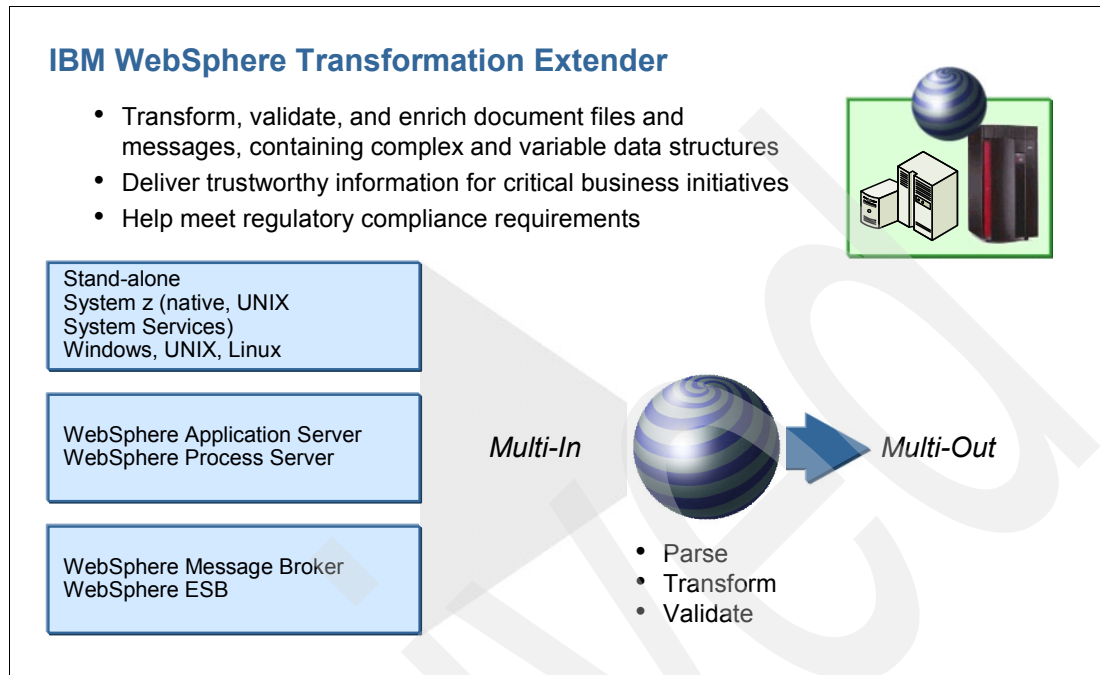 IBM WebSphere Transformation Extender
• Transform, validate, and enrich document files and
messages, containing complex and variable data structures
• Deliver trustworthy information for critical business initiatives
• Help meet regulatory compliance requirements
Stand-alone
System z (native, UNIX
System Services)
Windows, UNIX, Linux
WebSphere Application Server
WebSphere Process Server
WebSphere Message Broker
WebSphere ESB
Multi-In
Multi-Out
• Parse
• Transform
• Validate